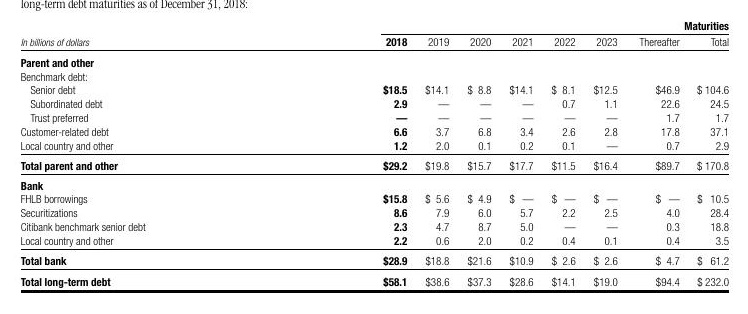 long-term debt maturities as of December 31, 2018:
Maturities
In billions of dollars 2018 2019 2020 2021 2022 2023 Thereafter Total
Parent and other
Benchmark debt:
Senior debt $18.5 $14.1 $ 8.8 $14.1 $ 8.1 $12.5 $46.9 $ 104.6
Subordinated debt 2.9 — — — 0.7 1.1 22.6 24.5
Trust preferred — — — — — — 1.7 1.7
Customer-related debt 6.6 3.7 6.8 3.4 2.6 2.8 17.8 37.1
Local country and other 1.2 2.0 0.1 0.2 0.1 — 0.7 2.9
Total parent and other $29.2 $19.8 $15.7 $17.7 $11.5 $16.4 $89.7 $ 170.8
Bank
FHLB borrowings $15.8 $ 5.6 $ 4.9 $ — $ — $ — $ — $ 10.5
Securitizations 8.6 7.9 6.0 5.7 2.2 2.5 4.0 28.4
Citibank benchmark senior debt 2.3 4.7 8.7 5.0 — — 0.3 18.8
Local country and other 2.2 0.6 2.0 0.2 0.4 0.1 0.4 3.5
Total bank $28.9 $18.8 $21.6 $10.9 $ 2.6 $ 2.6 $ 4.7 $ 61.2
Total long-term debt $58.1 $38.6 $37.3 $28.6 $14.1 $19.0 $94.4 $ 232.0